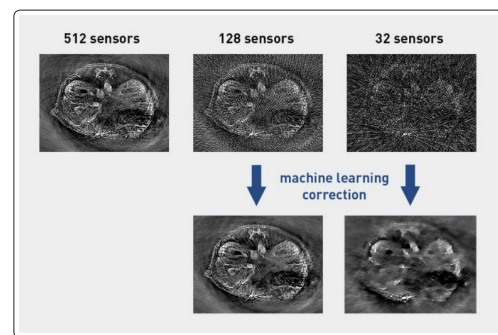 512 sensors
128 sensors
32 sensors
machine learning
correction